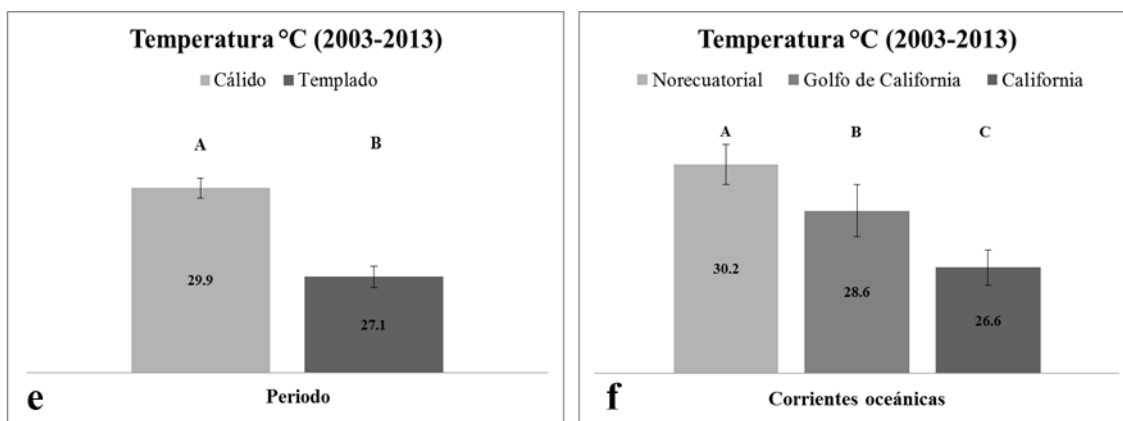 Temperatura °C (2003-2013)
Cálido Templado
A B
29.9
27.1
Periodo
e
Temperatura °C (2003-2013)
Norecuatorial Golfo de California California
A B C
30.2
28.6
26.6
Corrientes oceánicas
f